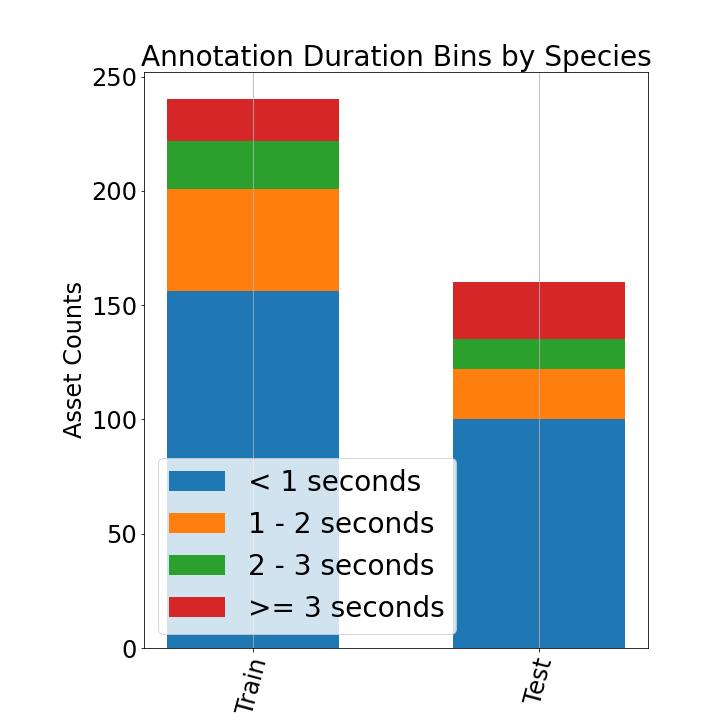 Annotation Duration Bins by Species
250
200
150
100
50
0
Asset Counts
< 1 seconds
1 - 2 seconds
2 - 3 seconds
>= 3 seconds
Train
Test